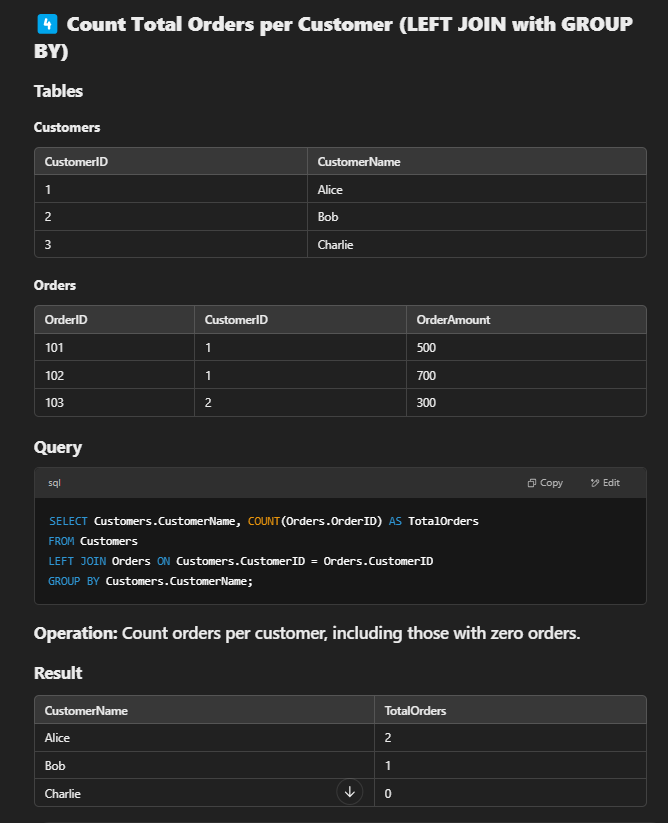 4 Count Total Orders per Customer (LEFT JOIN with GROUP
BY)
Tables
Customers
CustomerID CustomerName
1 Alice
2 Bob
3 Charlie
Orders
OrderID CustomerID OrderAmount
101 1 500
102 1 700
103 2 300
Query
sql Copy Edit
SELECT Customers.CustomerName, COUNT(Orders.OrderID) AS TotalOrders
FROM Customers
LEFT JOIN Orders ON Customers.CustomerID = Orders.CustomerID
GROUP BY Customers.CustomerName;
Operation: Count orders per customer, including those with zero orders.
Result
CustomerName TotalOrders
Alice 2
Bob 1
Charlie 0